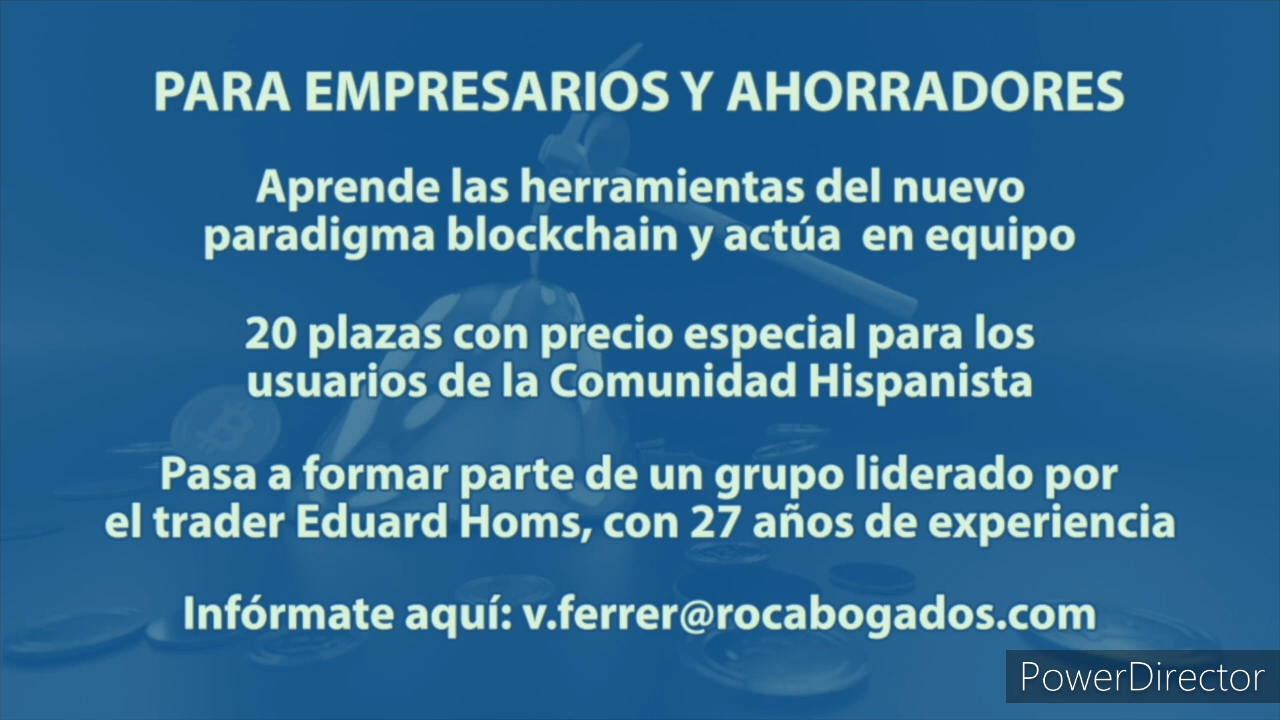 PARA EMPRESARIOS Y AHORRADORES
Aprende las herramientas del nuevo
paradigma blockchain y actúa en equipo
20 plazas con precio especial para los
usuarios de la Comunidad Hispanista
Pasa a formar parte de un grupo liderado por
el trader Eduard Homs, con 27 años de experiencia
Infórmate aquí: v.ferrer@rocabogados.com
PowerDirector